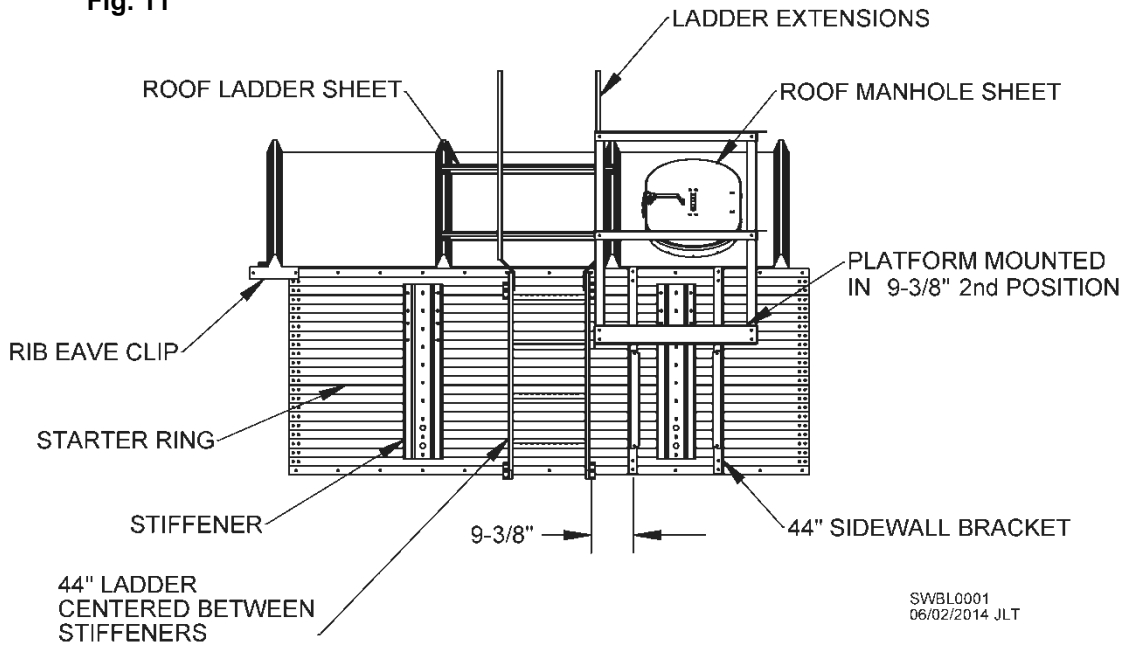 Fig. 11
LADDER EXTENSIONS
ROOF LADDER SHEET
ROOF MANHOLE SHEET
PLATFORM MOUNTED
IN 9-3/8" 2nd POSITION
RIB EAVE CLIP
STARTER RING
STIFFENER
9-3/8"
44" SIDEWALL BRACKET
44" LADDER
CENTERED BETWEEN
STIFFENERS
SWBL0001
06/02/2014 JLT